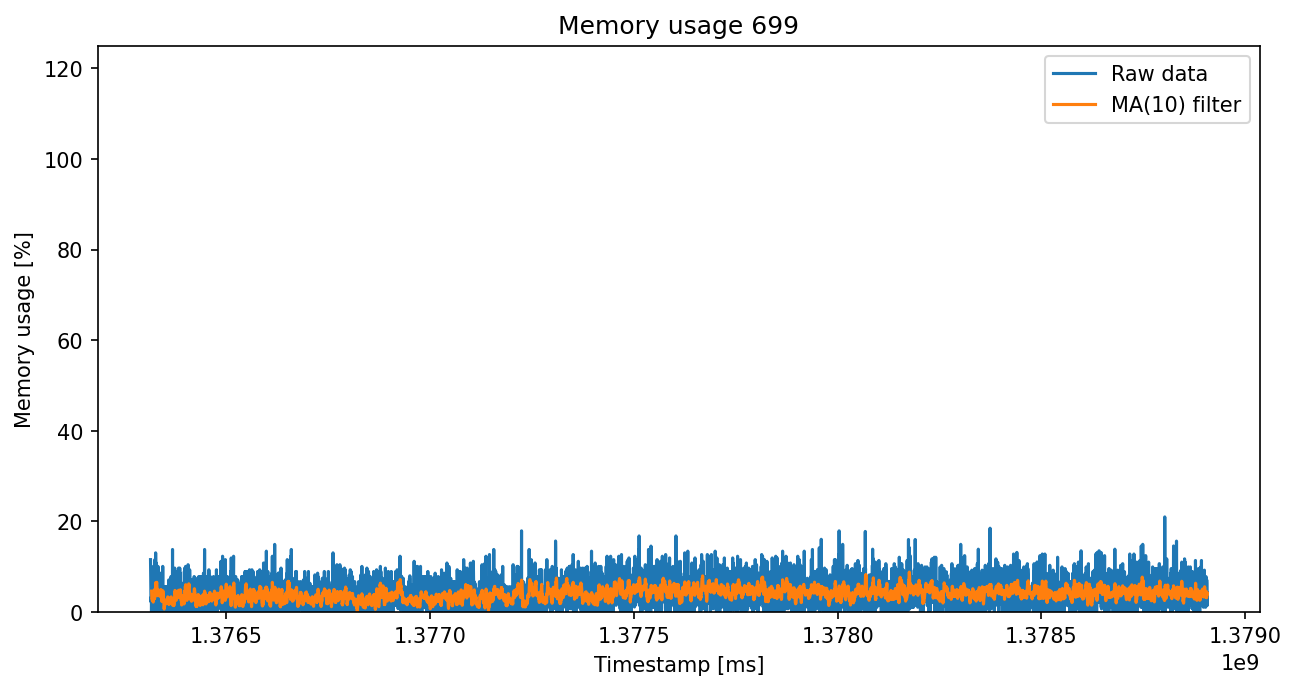 Memory usage 699
Raw data
MA(10) filter
Memory usage [%]
120
100
80
60
40
20
0
1.3765 1.3770 1.3775 1.3780 1.3785 1.3790
1e9
Timestamp [ms]